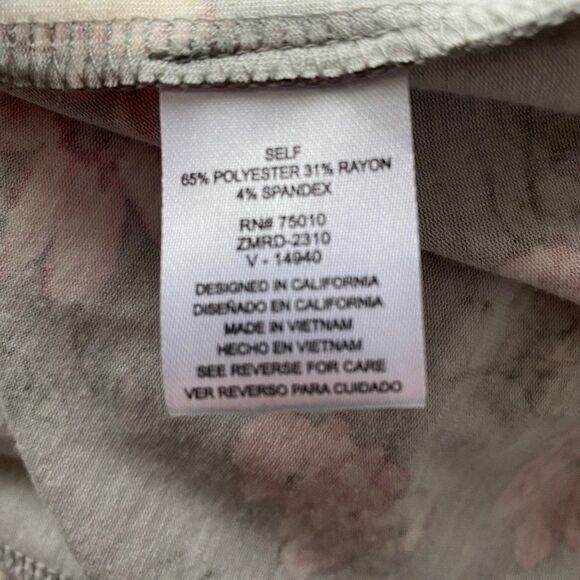 SELF
65% POLYESTER 31% RAYON
4% SPANDEX
RN# 75010
ZMRD-2310
V - 14940
DESIGNED IN CALIFORNIA
DISEÑADO EN CALIFORNIA
MADE IN VIETNAM
HECHO EN VIETNAM
SEE REVERSE FOR CARE
VER REVERSO PARA CUIDADO